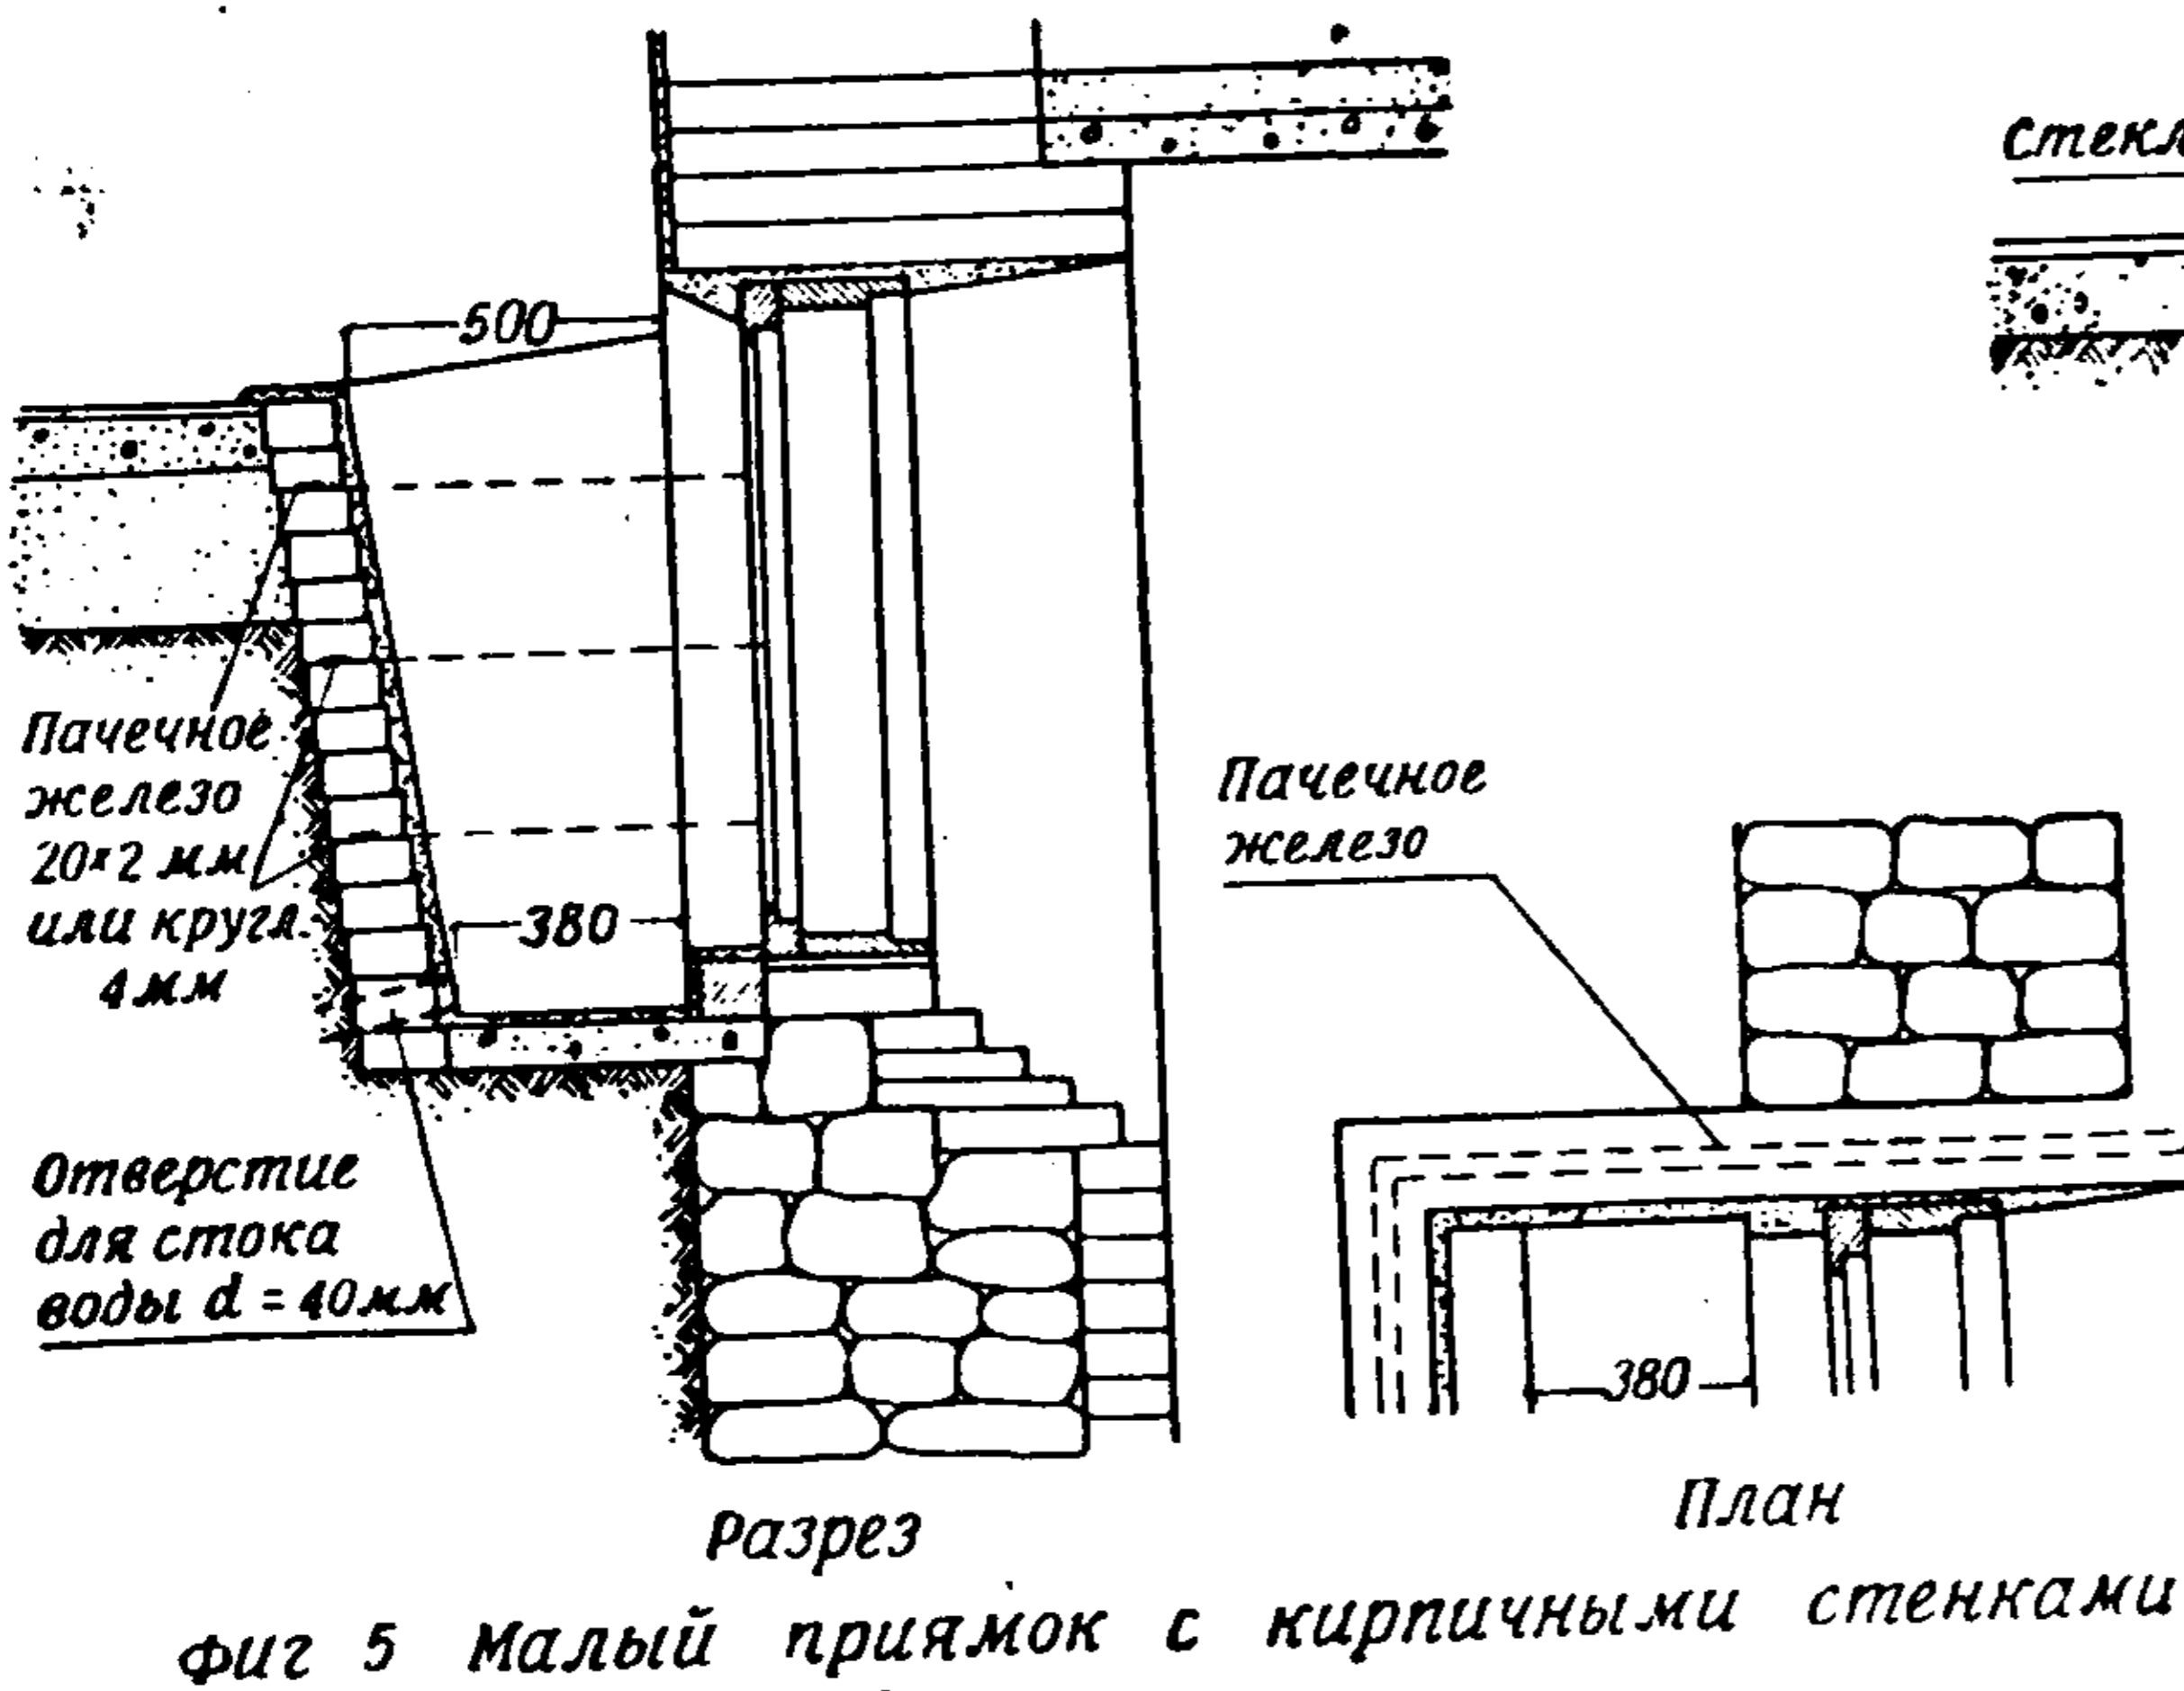 500
Пачечное
железо
20×2 мм
или кругл.
4 мм
380
Отверстие
для стока
воды d = 40 мм
Разрез
Пачечное
железо
380
План
Стекл
фиг 5 Малый приямок с кирпичными стенками